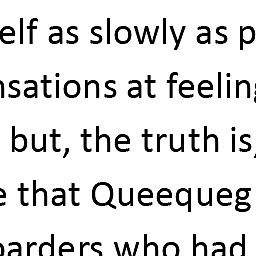 elf as slowly as p
nsations at feeling
but, the truth is,
e that Queequeg
oarders who had